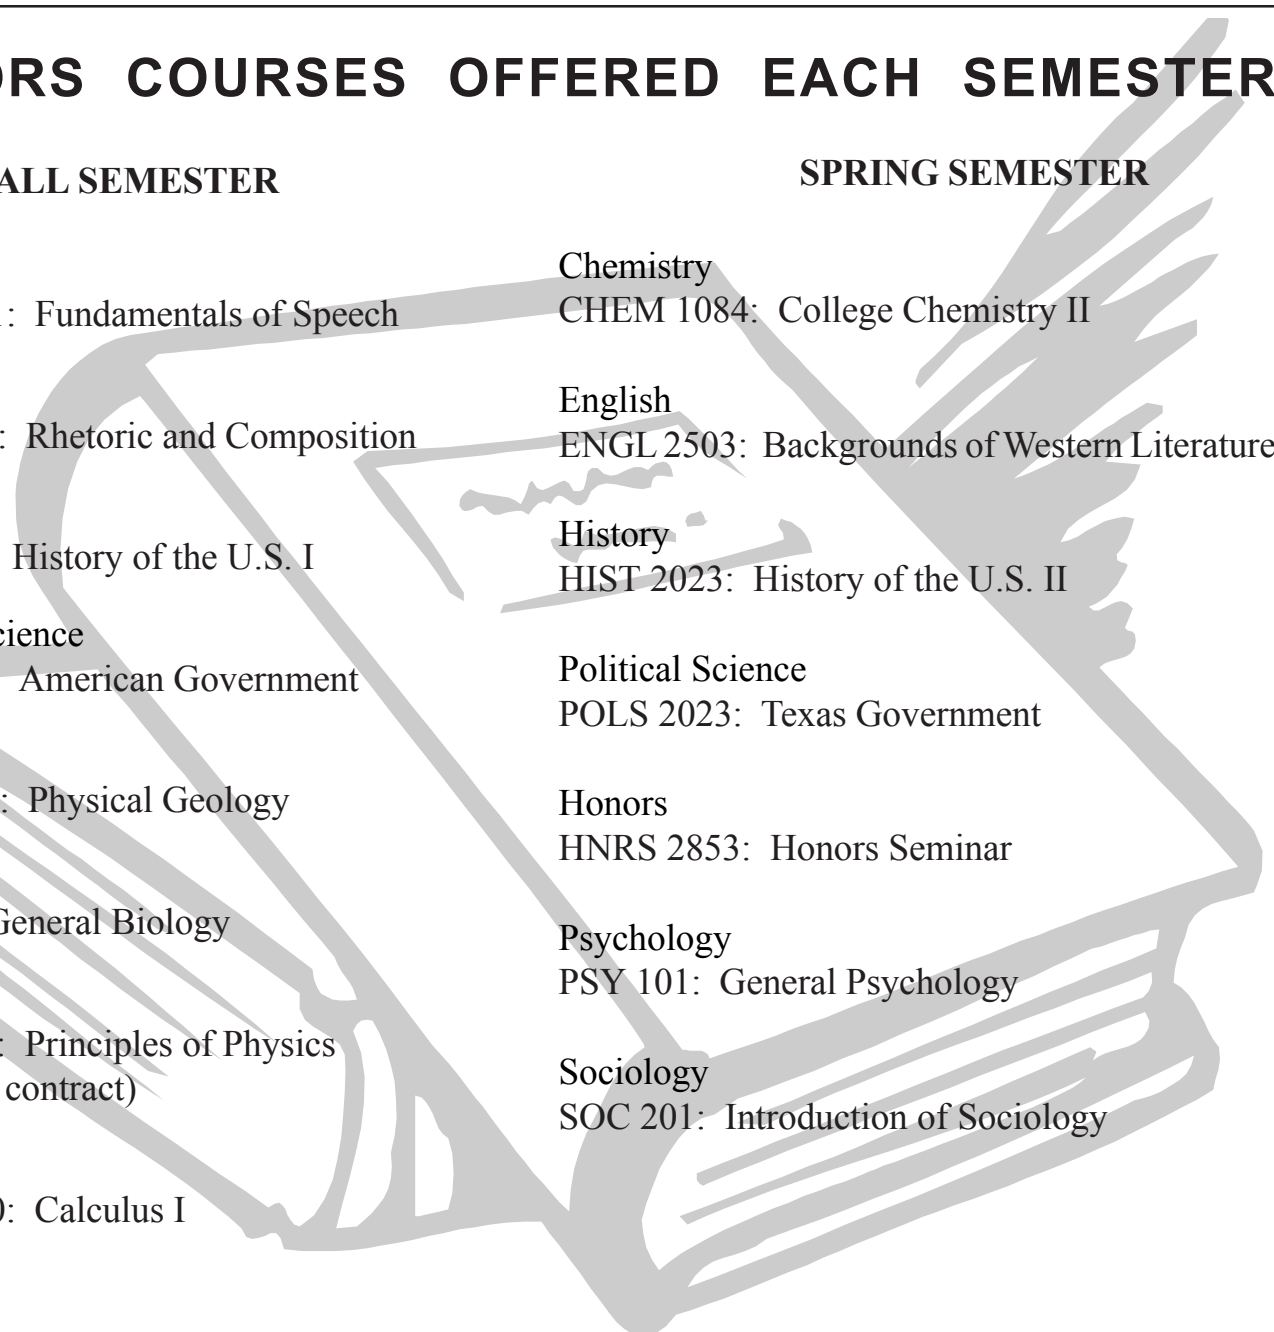 ORS COURSES OFFERED EACH SEMESTER
ALL SEMESTER
: Fundamentals of Speech
: Rhetoric and Composition
History of the U.S. I
cience
American Government
: Physical Geology
General Biology
: Principles of Physics
contract)
0: Calculus I
SPRING SEMESTER
Chemistry
CHEM 1084: College Chemistry II
English
ENGL 2503: Backgrounds of Western Literature
History
HIST 2023: History of the U.S. II
Political Science
POLS 2023: Texas Government
Honors
HNRS 2853: Honors Seminar
Psychology
PSY 101: General Psychology
Sociology
SOC 201: Introduction of Sociology